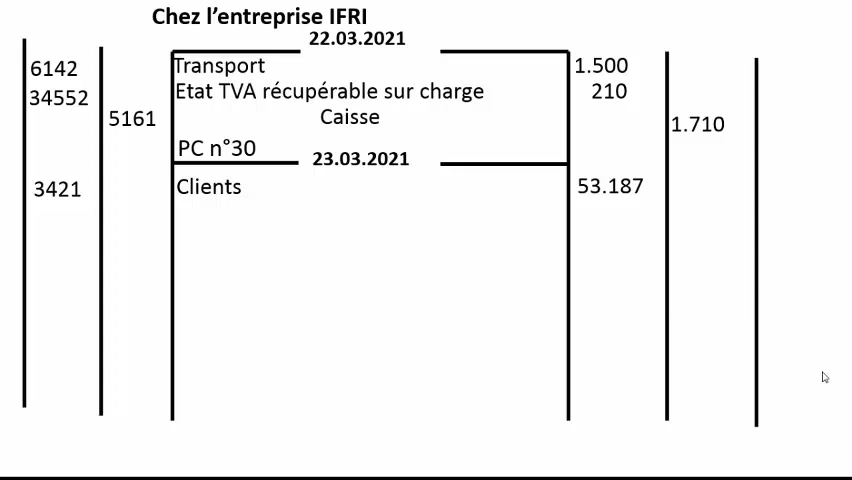 Chez l'entreprise IFRI
22.03.2021
6142 Transport 1.500
34552 Etat TVA récupérable sur charge 210
5161 Caisse 1.710
PC n°30
23.03.2021
3421 Clients 53.187